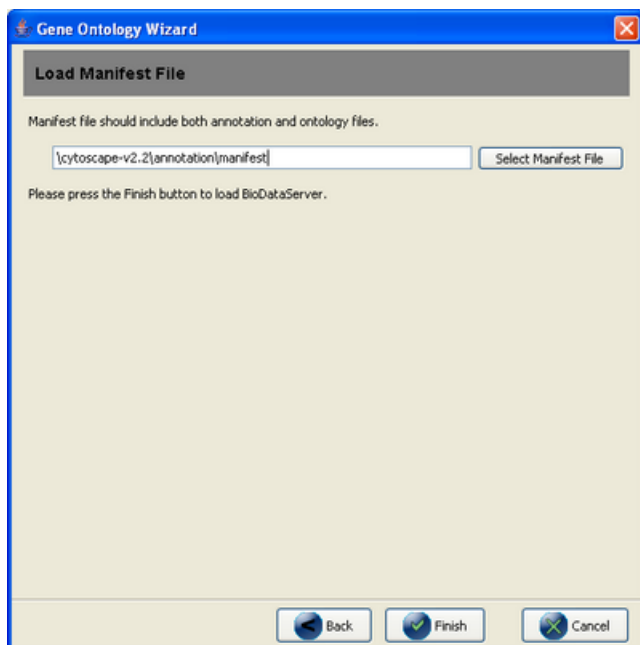 Gene Ontology Wizard
Load Manifest File
Manifest file should include both annotation and ontology files.
\cytoscape-v2.2\annotation\manifest Select Manifest File
Please press the Finish button to load BioDataServer.
Back Finish Cancel